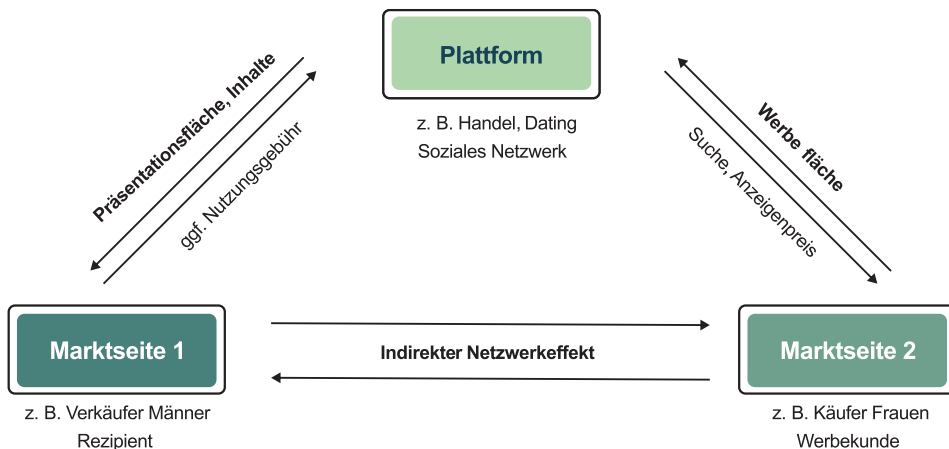 Plattform
z. B. Handel, Dating
Soziales Netzwerk
Präsentationsfläche, Inhalte
ggf. Nutzungsgebühr
Werbe fläche
Suche, Anzeigenpreis
Marktseite 1
Indirekter Netzwerkeffekt
Marktseite 2
z. B. Verkäufer Männer
Rezipient
z. B. Käufer Frauen
Werbekunde